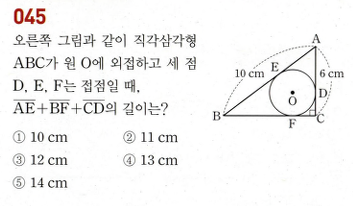 045
오른쪽 그림과 같이 직각삼각형
ABC가 원 O에 외접하고 세 점
D, E, F는 접점일 때,
AE+BF+CD의 길이는?
① 10 cm ② 11 cm
③ 12 cm ④ 13 cm
⑤ 14 cm
A
10 cm E 6 cm
D
O
B F C